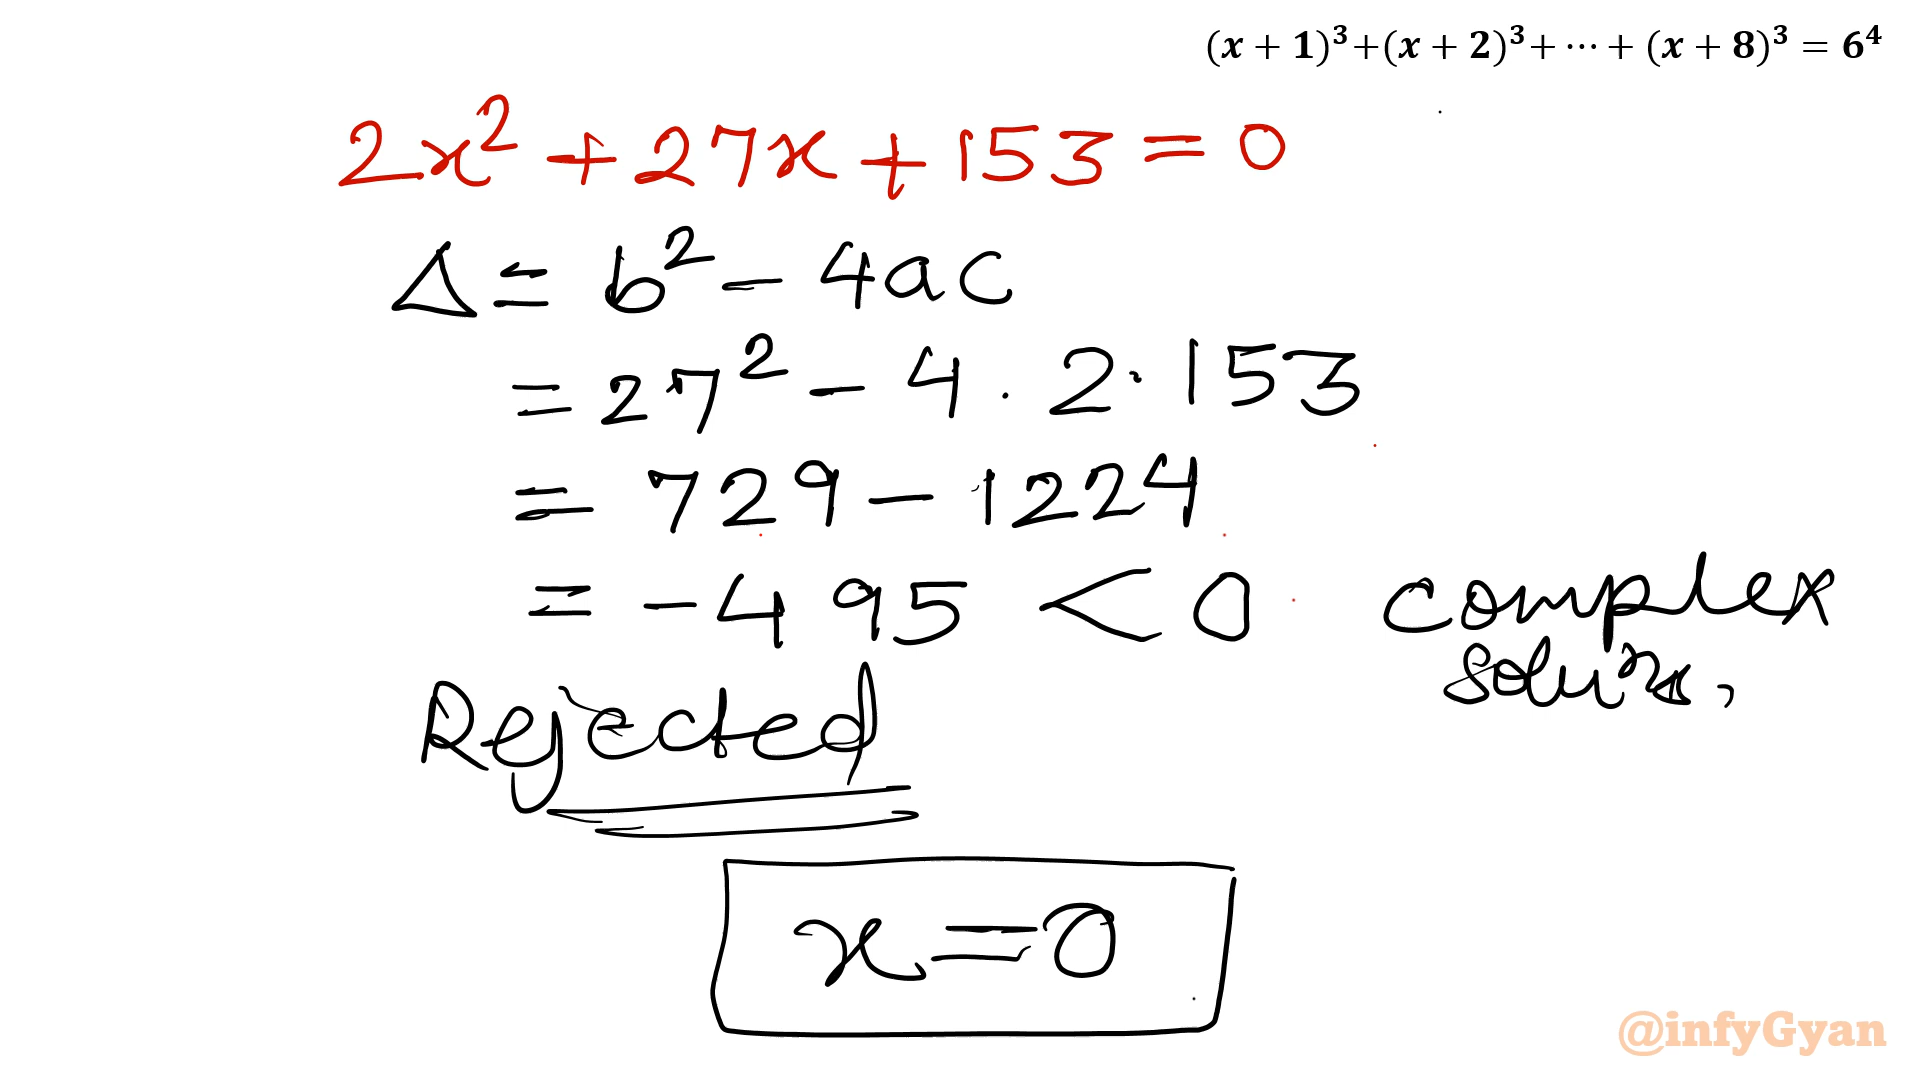 (x + 1)³+(x + 2)³+ ⋯ + (x + 8)³ = 6⁴
2x² + 27x + 153 = 0
Δ = b² - 4ac
= 27² - 4 . 2 . 153
= 729 - 1224
= - 495 < 0 complex
Rejected
x = 0
@infyGyan